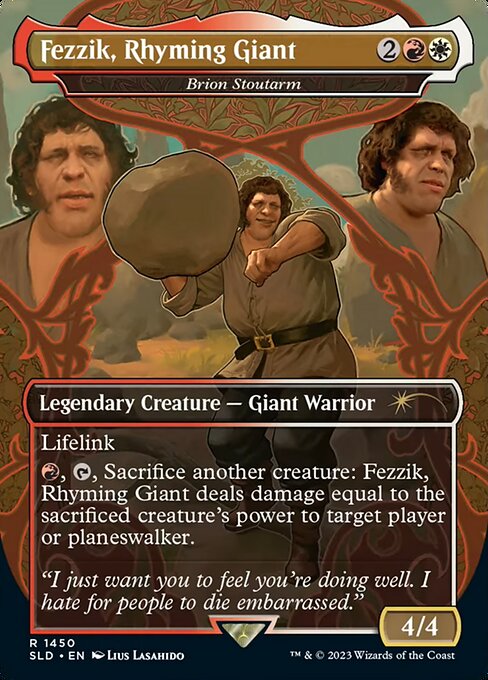 Fezzik, Rhyming Giant 2
Brion Stoutarm
Legendary Creature — Giant Warrior
Lifelink
, , Sacrifice another creature: Fezzik,
Rhyming Giant deals damage equal to the
sacrificed creature's power to target player
or planeswalker.
“I just want you to feel you're doing well. I
hate for people to die embarrassed.”
4/4
R 1450
SLD • EN Lius Lasahido
™ & © 2023 Wizards of the Coast